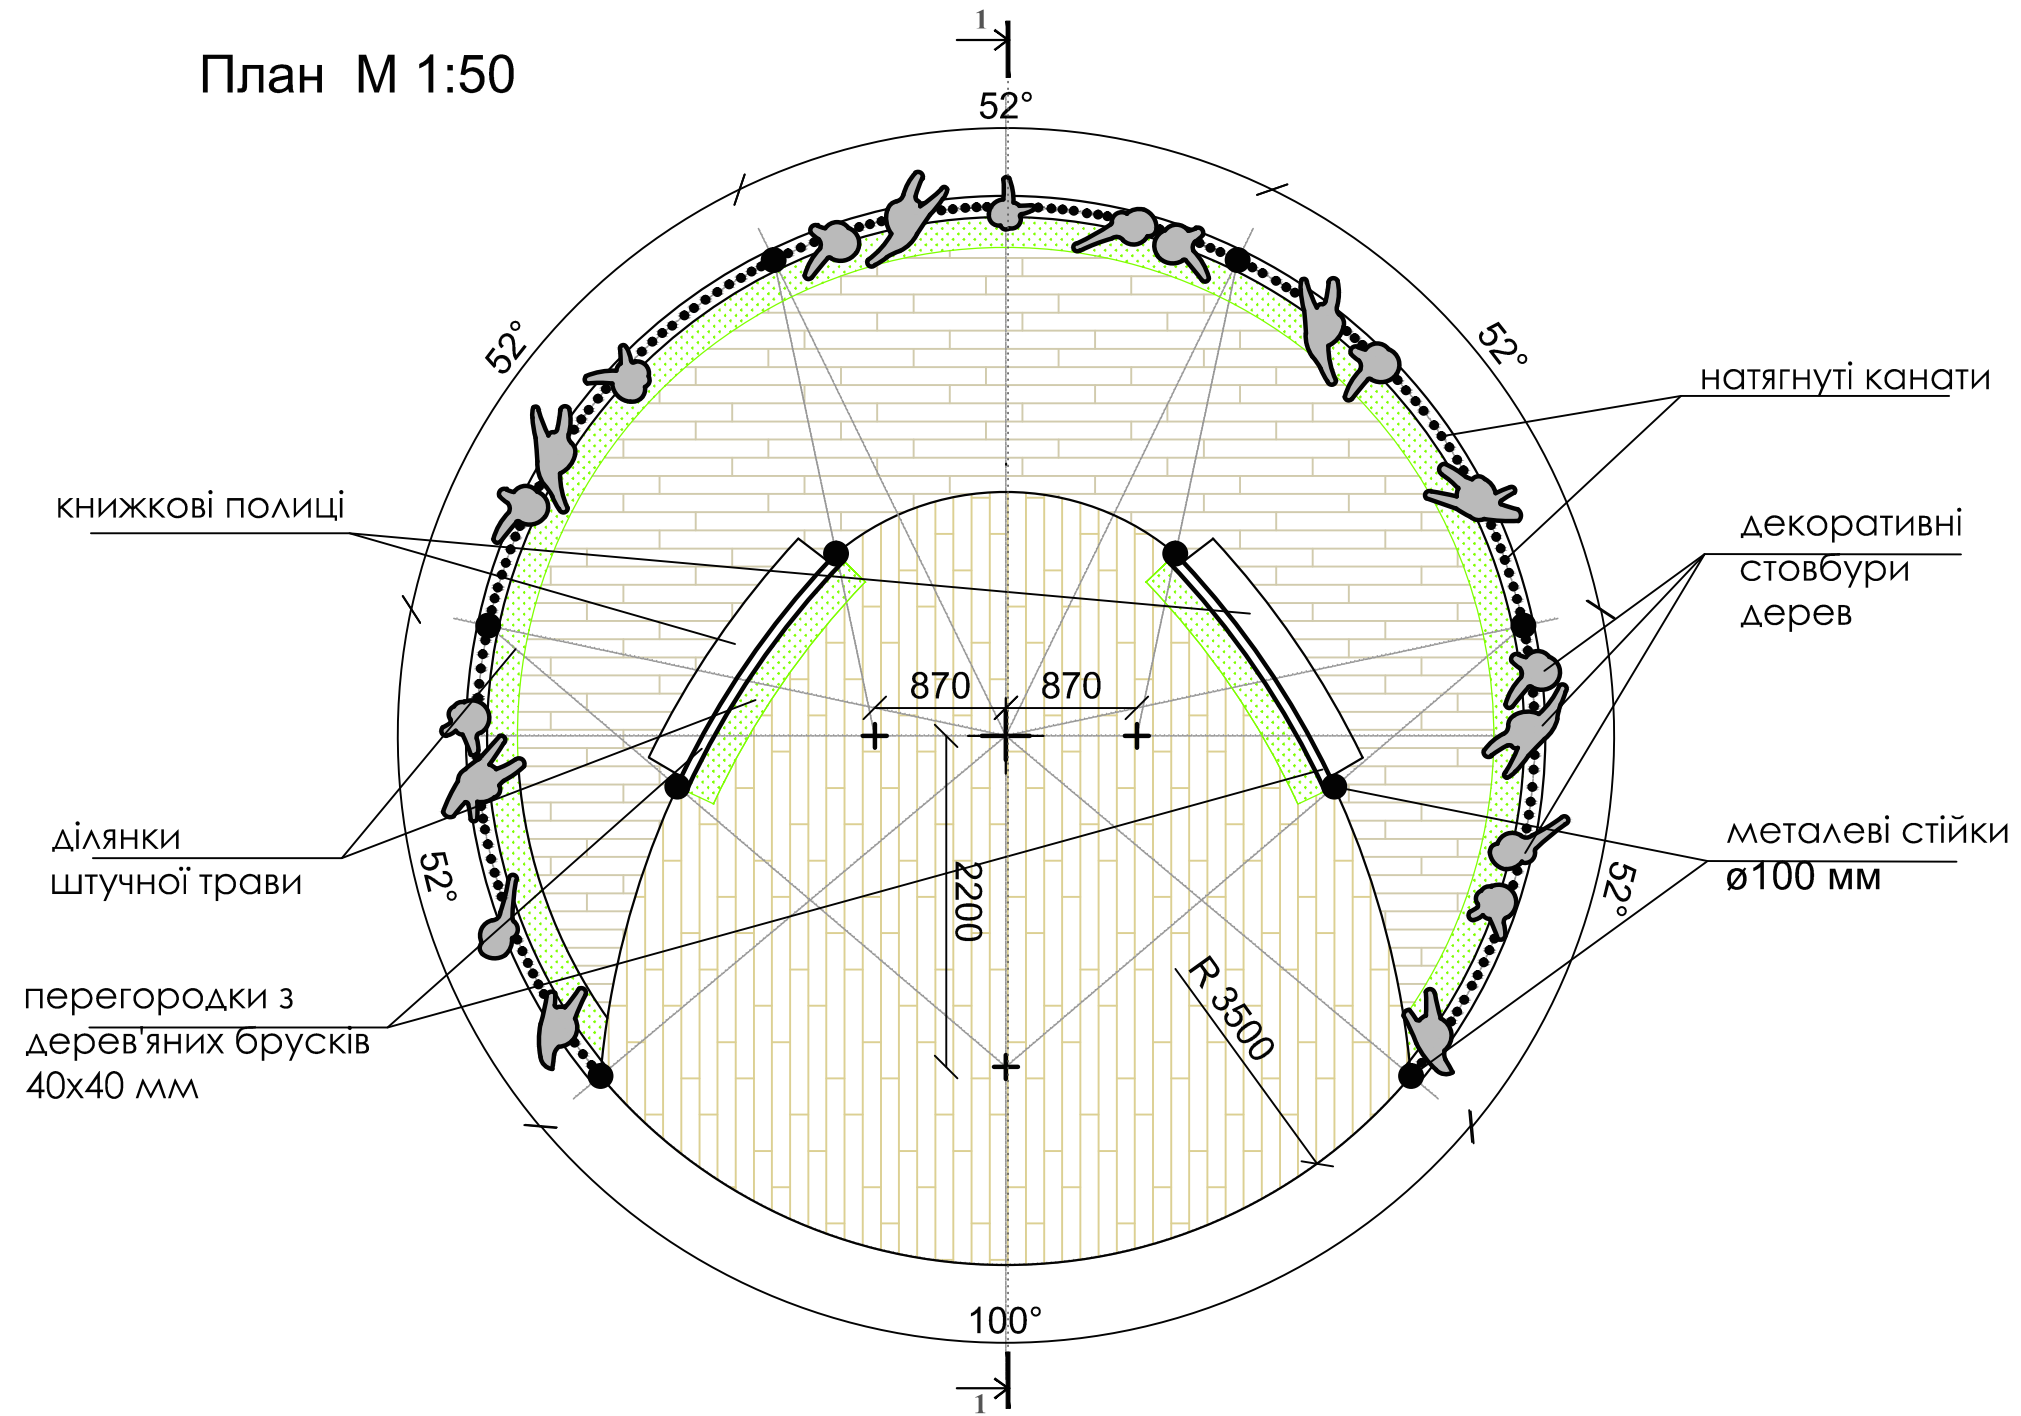 1
План М 1:50
52°
52°
52°
натягнуті канати
книжкові полиці
декоративні
стовбури
дерев
870
870
ділянки
штучної трави
52°
2200
52°
металеві стійки
ø100 мм
R 3500
перегородки з
дерев'яних брусків
40х40 мм
100°
1